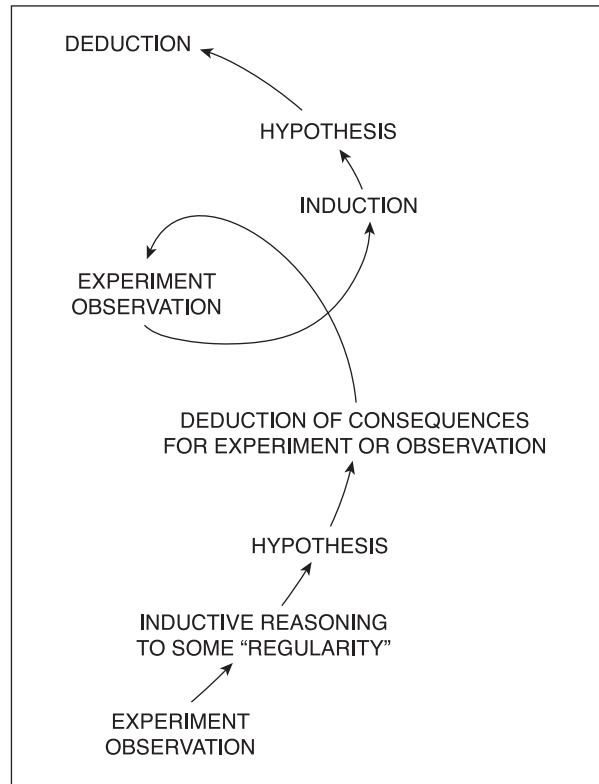 DEDUCTION
HYPOTHESIS
INDUCTION
EXPERIMENT
OBSERVATION
DEDUCTION OF CONSEQUENCES
FOR EXPERIMENT OR OBSERVATION
HYPOTHESIS
INDUCTIVE REASONING
TO SOME “REGULARITY”
EXPERIMENT
OBSERVATION